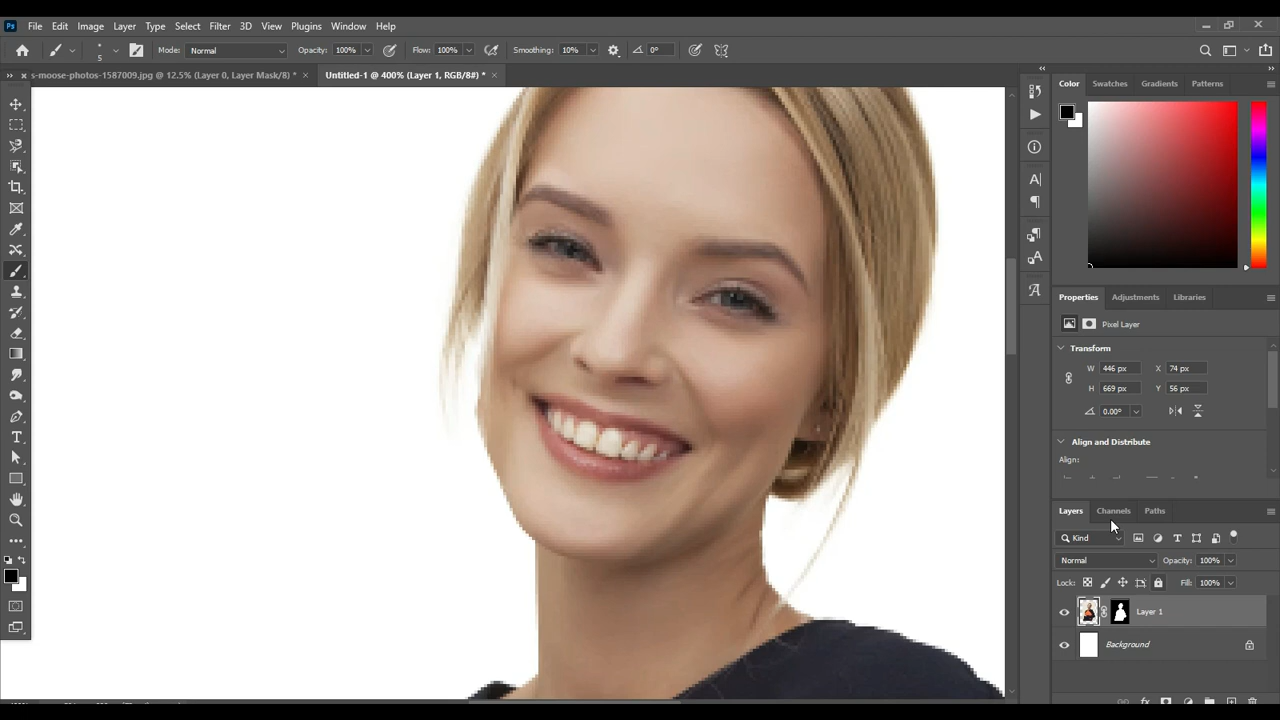 Ps File Edit Image Layer Type Select Filter 3D View Plugins Window Help
5 Mode: Normal Opacity: 100% Flow: 100% Smoothing: 10% 0°
s-moose-photos-1587009.jpg @ 12.5% (Layer 0, Layer Mask/8) * × Untitled-1 @ 400% (Layer 1, RGB/8#) * ×
Color Swatches Gradients Patterns
Properties Adjustments Libraries
Pixel Layer
Transform
W 446 px X 74 px
H 669 px Y 56 px
0.00°
Align and Distribute
Align:
Layers Channels Paths
Kind
Normal Opacity: 100%
Lock: Fill: 100%
Layer 1
Background